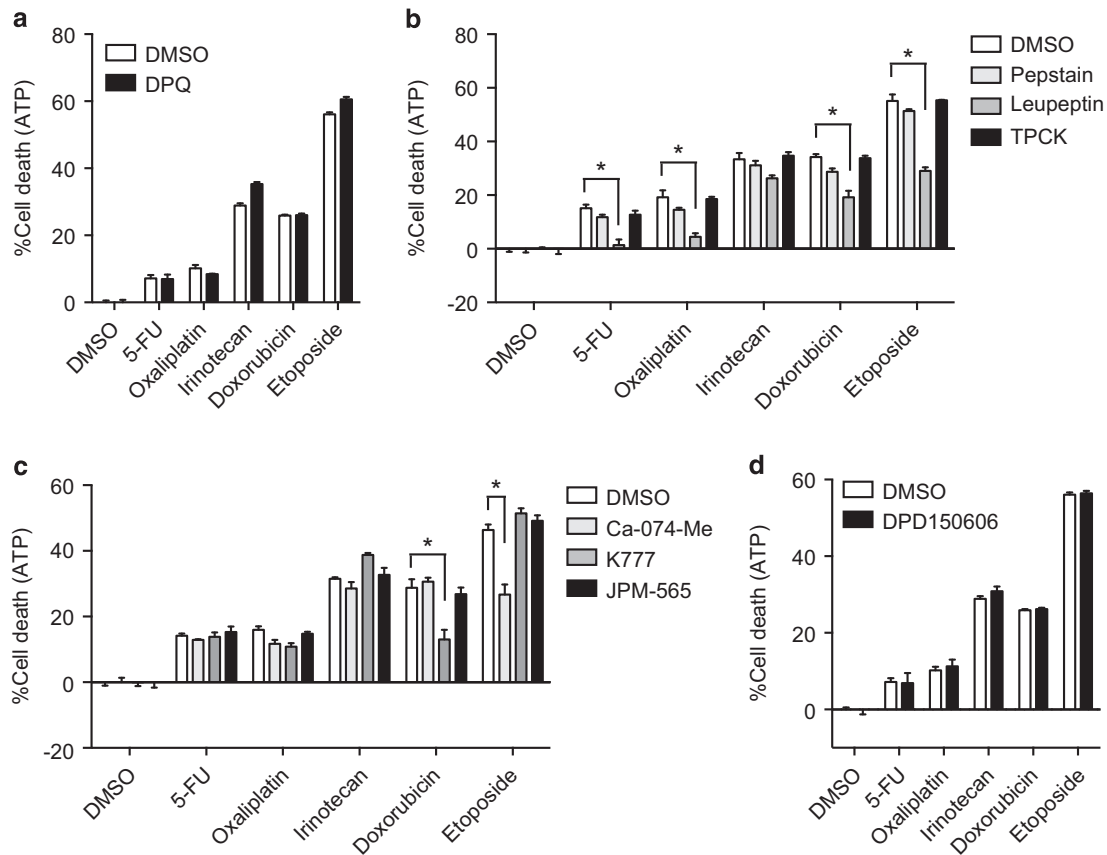 a
%Cell death (ATP)
80
60
40
20
0
DMSO
DPQ
DMSO
5-FU
Oxaliplatin
Irinotecan
Doxorubicin
Etoposide
b
%Cell death (ATP)
80
60
40
20
0
-20
*
*
*
*
DMSO
Pepstain
Leupeptin
TPCK
DMSO
5-FU
Oxaliplatin
Irinotecan
Doxorubicin
Etoposide
c
%Cell death (ATP)
60
40
20
0
-20
*
*
DMSO
Ca-074-Me
K777
JPM-565
DMSO
5-FU
Oxaliplatin
Irinotecan
Doxorubicin
Etoposide
d
%Cell death (ATP)
60
40
20
0
DMSO
DPD150606
DMSO
5-FU
Oxaliplatin
Irinotecan
Doxorubicin
Etoposide